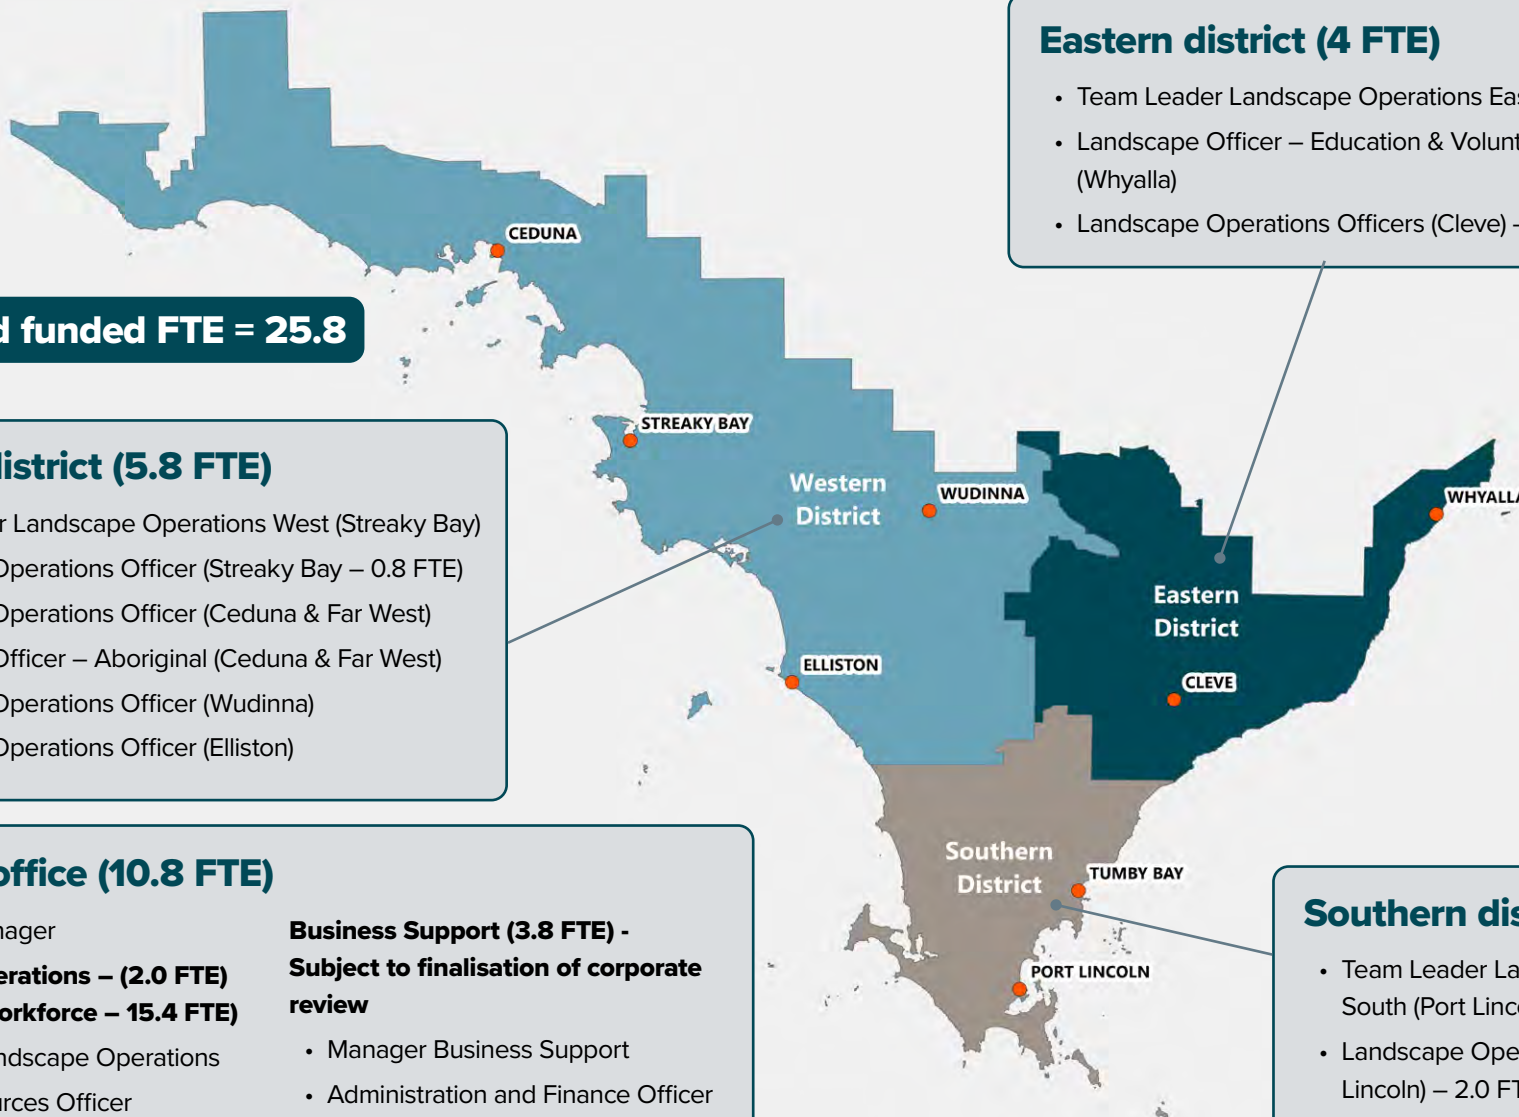 Eastern district (4 FTE)
• Team Leader Landscape Operations Eas
• Landscape Officer – Education & Volunt
(Whyalla)
• Landscape Operations Officers (Cleve) -
CEDUNA
d funded FTE = 25.8
STREAKY BAY
Western
District
WUDINNA
WHYALLA
Eastern
District
ELLISTON
CLEVE
listrict (5.8 FTE)
r Landscape Operations West (Streaky Bay)
Operations Officer (Streaky Bay – 0.8 FTE)
Operations Officer (Ceduna & Far West)
Officer – Aboriginal (Ceduna & Far West)
Operations Officer (Wudinna)
Operations Officer (Elliston)
Southern
District
TUMBY BAY
PORT LINCOLN
office (10.8 FTE)
nager
erations – (2.0 FTE)
orkforce – 15.4 FTE)
ndscape Operations
urces Officer
Business Support (3.8 FTE) -
Subject to finalisation of corporate
review
• Manager Business Support
• Administration and Finance Officer
Southern dis
• Team Leader La
South (Port Linco
• Landscape Ope
Lincoln) – 2.0 FT